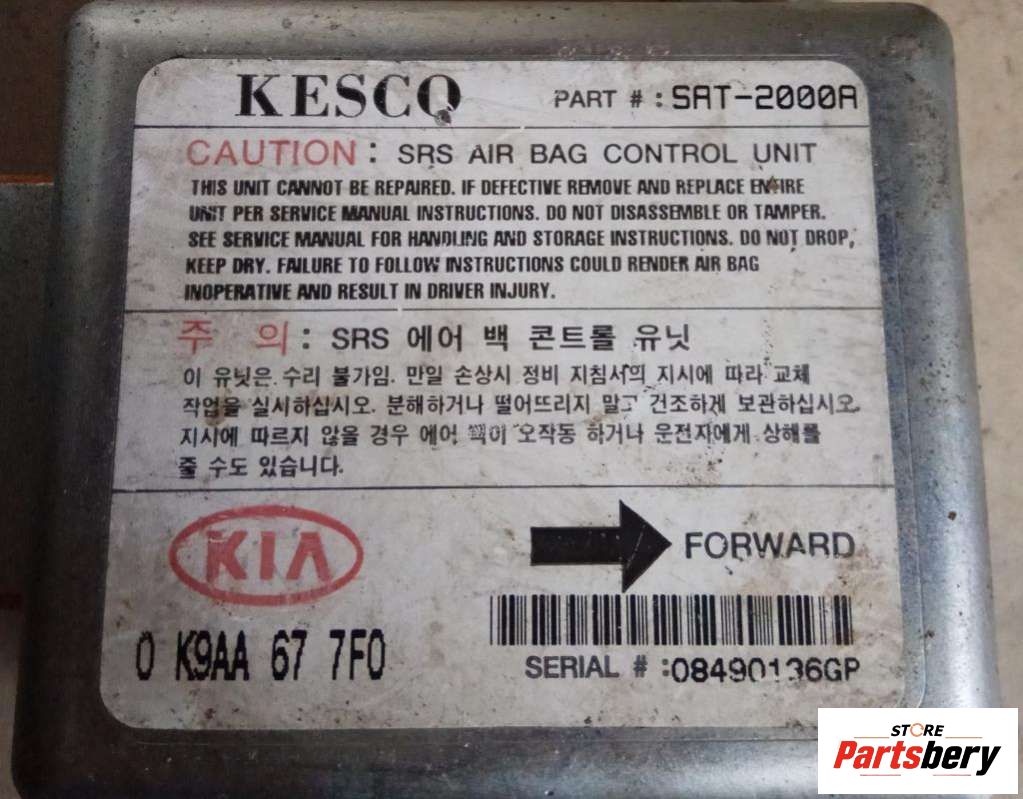 KESCO PART # : SAT-2000A
CAUTION : SRS AIR BAG CONTROL UNIT
THIS UNIT CANNOT BE REPAIRED. IF DEFECTIVE REMOVE AND REPLACE ENTIRE
UNIT PER SERVICE MANUAL INSTRUCTIONS. DO NOT DISASSEMBLE OR TAMPER.
SEE SERVICE MANUAL FOR HANDLING AND STORAGE INSTRUCTIONS. DO NOT DROP,
KEEP DRY. FAILURE TO FOLLOW INSTRUCTIONS COULD RENDER AIR BAG
INOPERATIVE AND RESULT IN DRIVER INJURY.
주 의 : SRS 에어 백 콘트롤 유닛
이 유닛은 수리 불가임. 만일 손상시 정비 지침서의 지시에 따라 교체
작업을 실시하십시오. 분해하거나 떨어뜨리지 말고 건조하게 보관하십시오.
지시에 따르지 않을 경우 에어 백이 오작동 하거나 운전자에게 상해를
줄 수도 있습니다.
KIA
FORWARD
0 K9AA 67 7F0
SERIAL # : 08490136GP
STORE
Partsbery